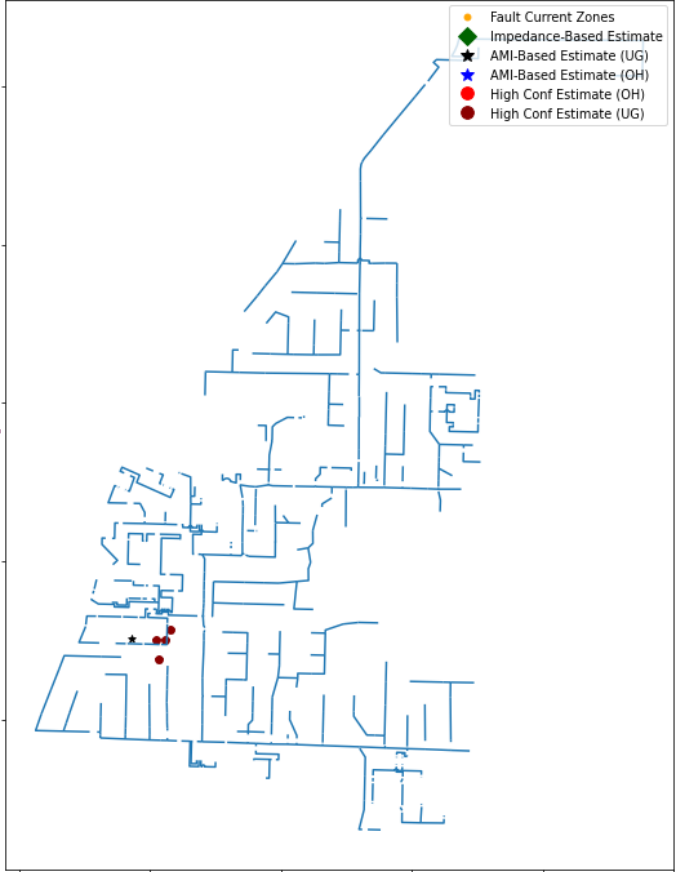 Fault Current Zones
Impedance-Based Estimate
AMI-Based Estimate (UG)
AMI-Based Estimate (OH)
High Conf Estimate (OH)
High Conf Estimate (UG)